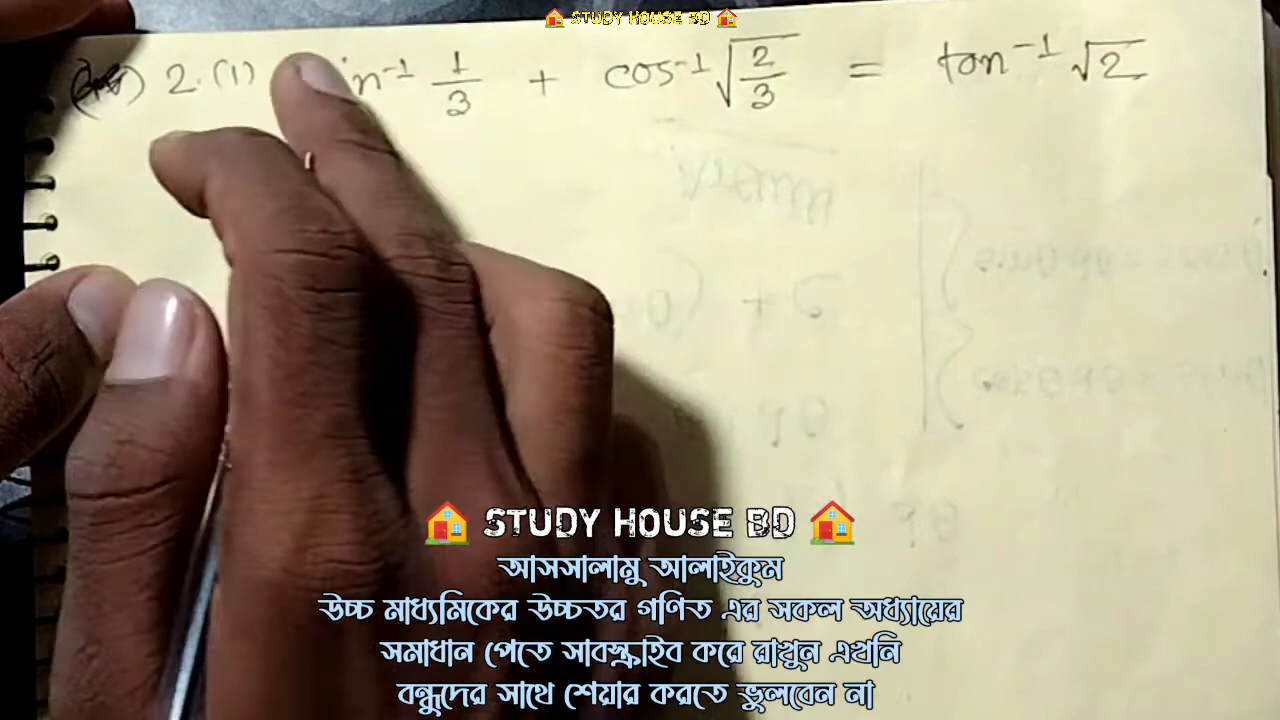 🏠 STUDY HOUSE BD 🏠
2. (1) in⁻¹ 1/3 + cos⁻¹ √(2/3) = tan⁻¹ √2
🏠 STUDY HOUSE BD 🏠
আসসালামু আলাইকুম
উচ্চ মাধ্যমিকের উচ্চতর গণিত এর সকল অধ্যায়ের
সমাধান পেতে সাবস্ক্রাইব করে রাখুন এখনি
বন্ধুদের সাথে শেয়ার করতে ভুলবেন না